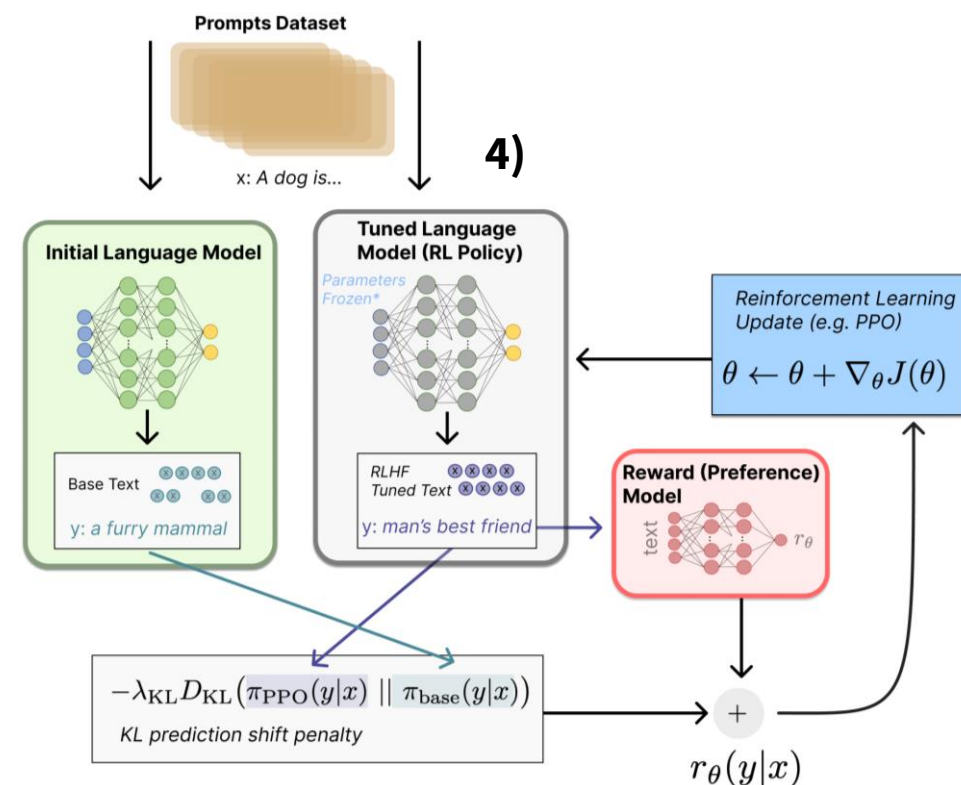 Prompts Dataset
x: A dog is...
4)
Initial Language Model
Base Text
x x x x
x x x x
y: a furry mammal
Tuned Language
Model (RL Policy)
Parameters
Frozen*
RLHF
Tuned Text
x x x x
x x x x
y: man's best friend
Reinforcement Learning
Update (e.g. PPO)
θ ← θ + ∇θJ(θ)
Reward (Preference)
Model
text
rθ
−λKL DKL(πPPO(y|x) || πbase(y|x))
KL prediction shift penalty
+
rθ(y|x)